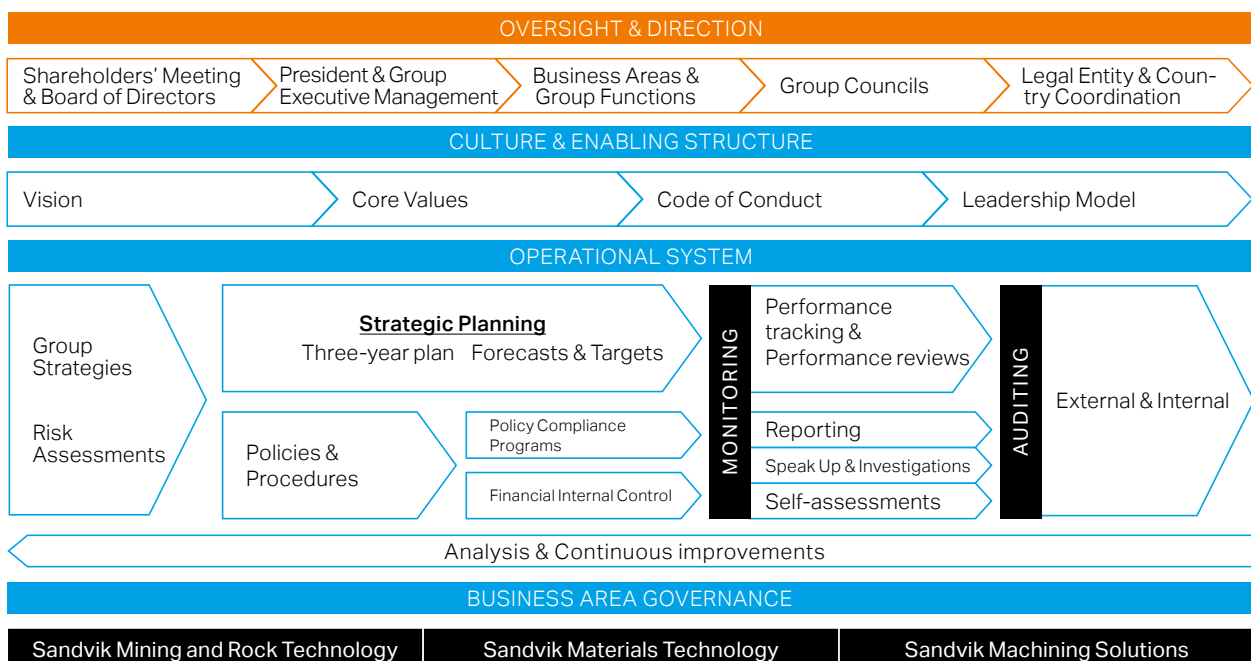 OVERSIGHT & DIRECTION
Shareholders' Meeting
& Board of Directors
President & Group
Executive Management
Business Areas &
Group Functions
Group Councils
Legal Entity & Coun-
try Coordination
CULTURE & ENABLING STRUCTURE
Vision
Core Values
Code of Conduct
Leadership Model
OPERATIONAL SYSTEM
Group
Strategies
Risk
Assessments
Strategic Planning
Three-year plan Forecasts & Targets
Policies &
Procedures
Policy Compliance
Programs
Financial Internal Control
MONITORING
Performance
tracking &
Performance reviews
Reporting
Speak Up & Investigations
Self-assessments
AUDITING
External & Internal
Analysis & Continuous improvements
BUSINESS AREA GOVERNANCE
Sandvik Mining and Rock Technology
Sandvik Materials Technology
Sandvik Machining Solutions